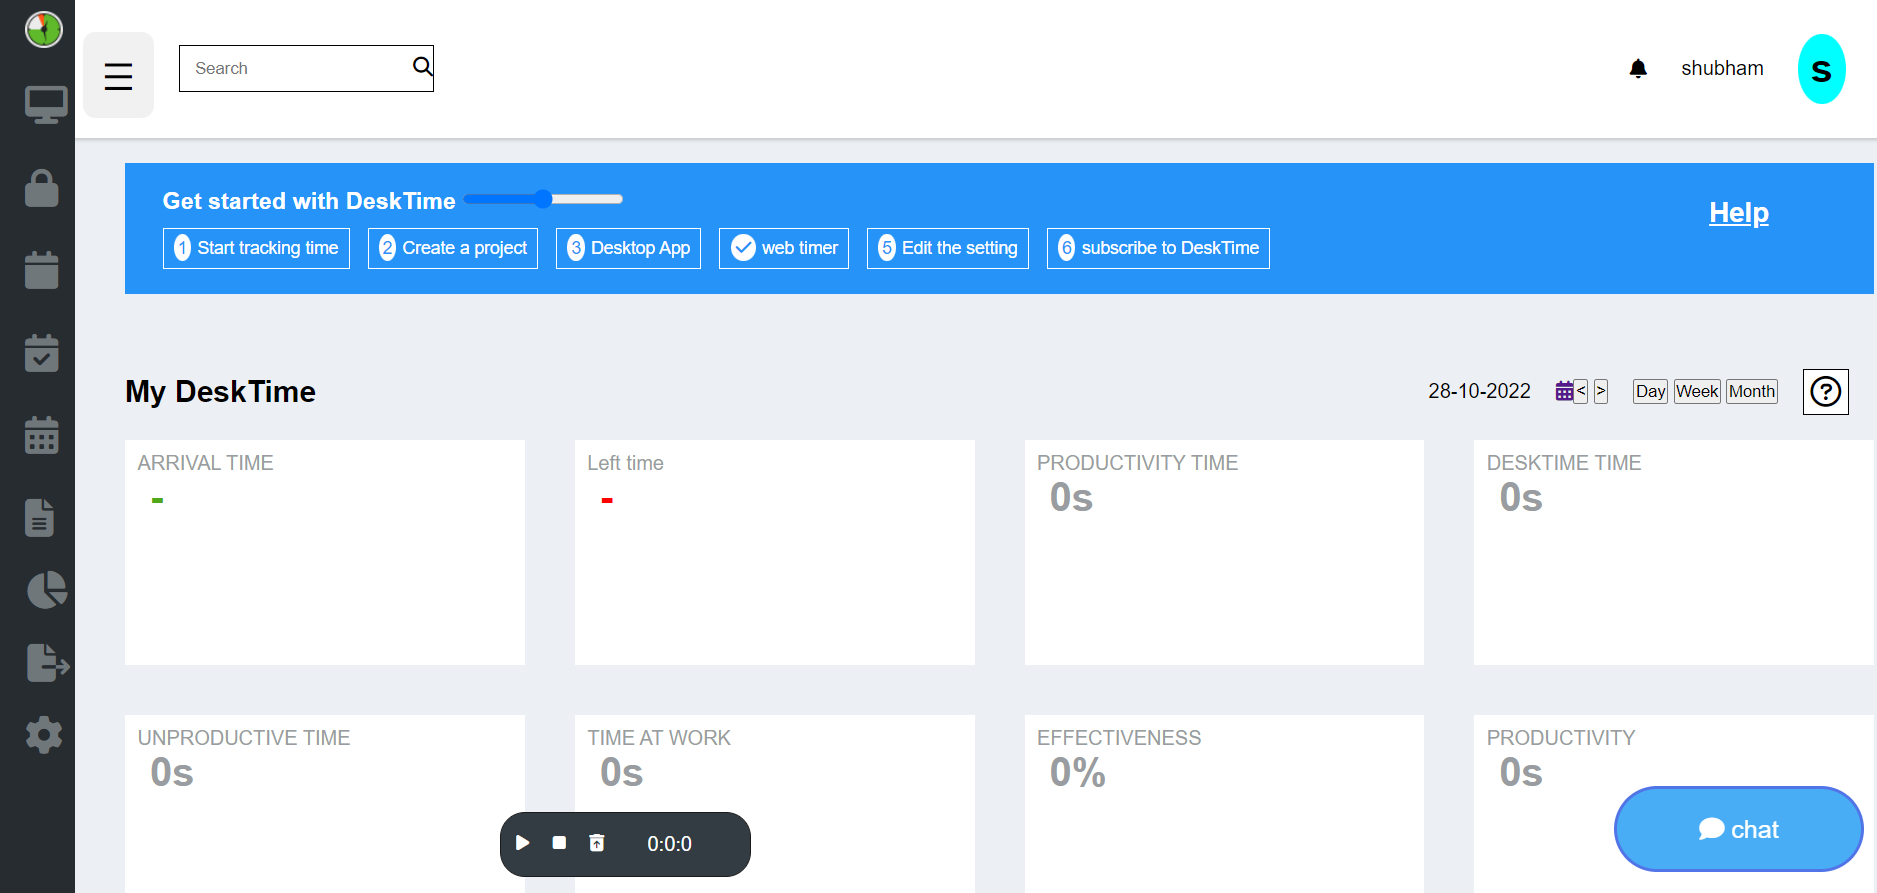 Search
shubham
s
Get started with DeskTime
Help
1 Start tracking time
2 Create a project
3 Desktop App
web timer
5 Edit the setting
6 subscribe to DeskTime
My DeskTime
28-10-2022
< >
Day Week Month
?
ARRIVAL TIME
-
Left time
-
PRODUCTIVITY TIME
0s
DESKTIME TIME
0s
UNPRODUCTIVE TIME
0s
TIME AT WORK
0s
EFFECTIVENESS
0%
PRODUCTIVITY
0s
0:0:0
chat